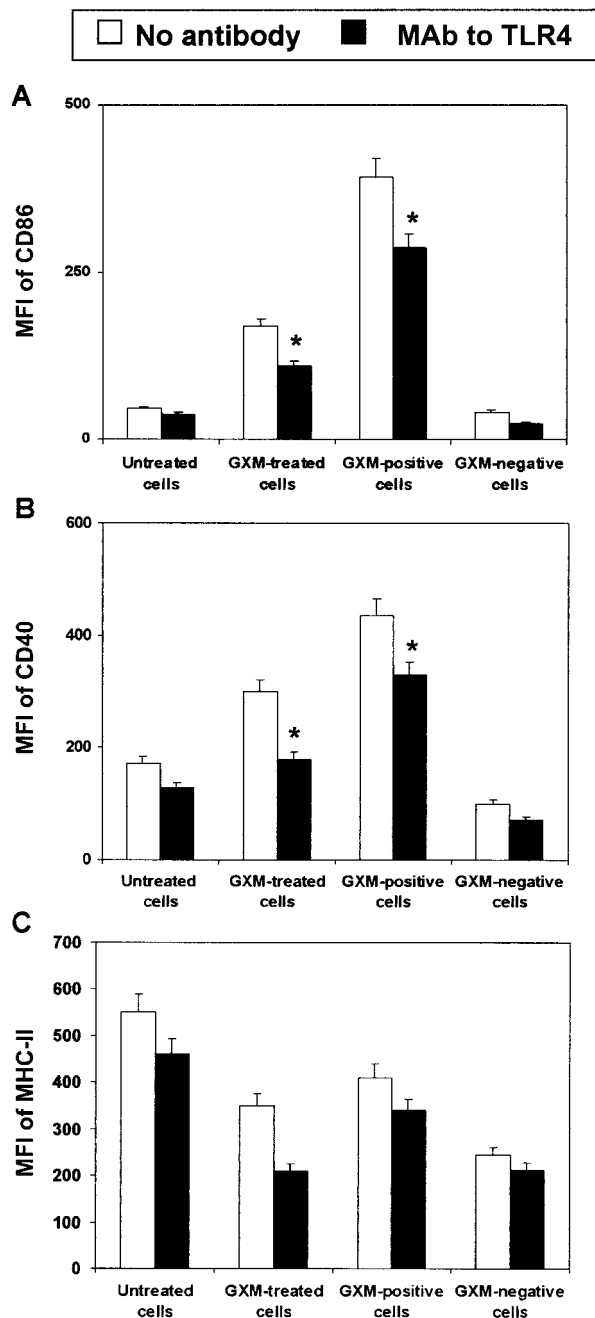 No antibody MAb to TLR4
A
500
250
0
MFI of CD86
*
*
Untreated cells
GXM-treated cells
GXM-positive cells
GXM-negative cells
B
600
400
200
0
MFI of CD40
*
*
Untreated cells
GXM-treated cells
GXM-positive cells
GXM-negative cells
C
700
600
500
400
300
200
100
0
MFI of MHC-II
Untreated cells
GXM-treated cells
GXM-positive cells
GXM-negative cells